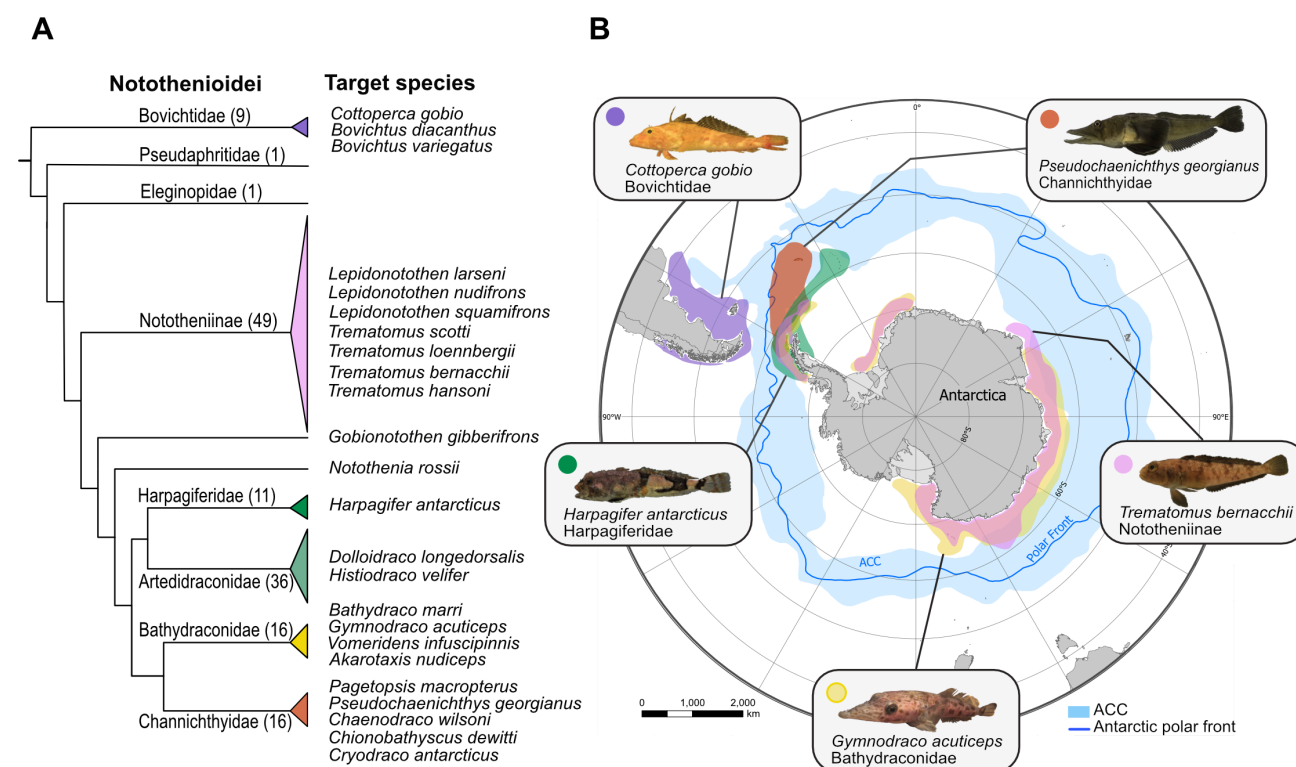 A
B
Notothenioidei
Target species
Bovichtidae (9)
Cottoperca gobio
Bovichtus diacanthus
Bovichtus variegatus
Pseudaphritidae (1)
Eleginopidae (1)
Nototheniinae (49)
Lepidonotothen larseni
Lepidonotothen nudifrons
Lepidonotothen squamifrons
Trematomus scotti
Trematomus loennbergii
Trematomus bernacchii
Trematomus hansoni
Gobionotothen gibberifrons
Notothenia rossii
Harpagiferidae (11)
Harpagifer antarcticus
Artedidraconidae (36)
Dolloidraco longedorsalis
Histiodraco velifer
Bathydraconidae (16)
Bathydraco marri
Gymnodraco acuticeps
Vomeridens infuscipinnis
Akarotaxis nudiceps
Channichthyidae (16)
Pagetopsis macropterus
Pseudochaenichthys georgianus
Chaenodraco wilsoni
Chionobathyscus dewitti
Cryodraco antarcticus
0°
Cottoperca gobio
Bovichtidae
Pseudochaenichthys georgianus
Channichthyidae
Antarctica
90°W
90°E
80°S
60°S
40°S
Harpagifer antarcticus
Harpagiferidae
Trematomus bernacchii
Nototheniinae
ACC
Polar Front
Gymnodraco acuticeps
Bathydraconidae
0 1,000 2,000
km
ACC
Antarctic polar front